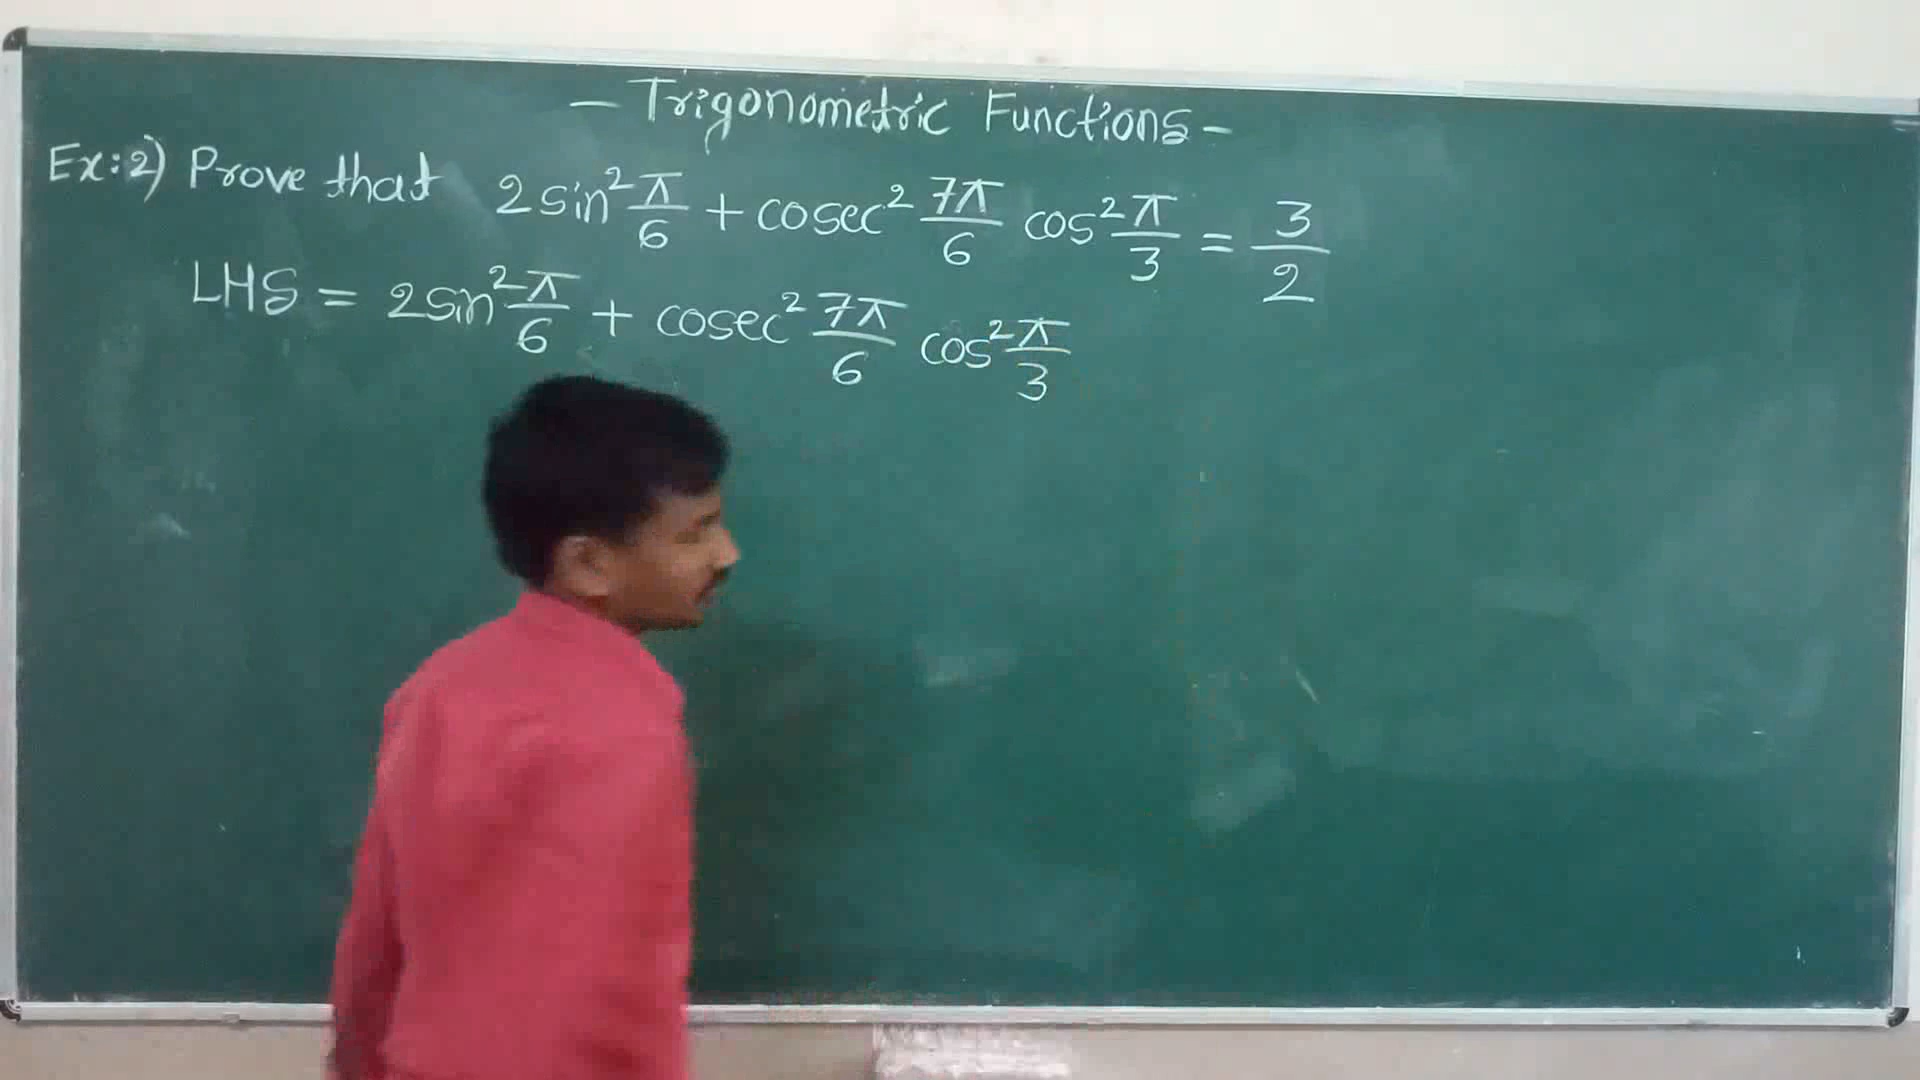 - Trigonometric Functions -
Ex:2) Prove that 2 sin² π/6 + cosec² 7π/6 cos² π/3 = 3/2
LHS = 2 sin² π/6 + cosec² 7π/6 cos² π/3